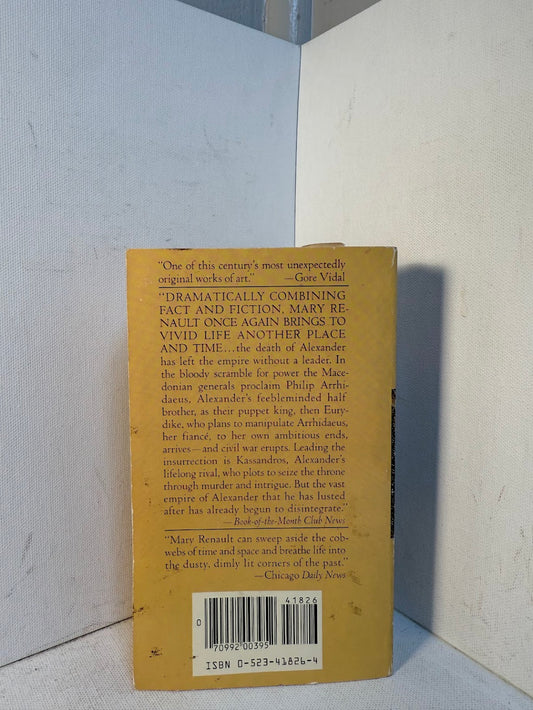 "One of this century's most unexpectedly
original works of art." —Gore Vidal
"DRAMATICALLY COMBINING
FACT AND FICTION, MARY RE-
NAULT ONCE AGAIN BRINGS TO
VIVID LIFE ANOTHER PLACE
AND TIME...the death of Alexander
has left the empire without a leader. In
the bloody scramble for power the Mace-
donian generals proclaim Philip Arrhi-
daeus, Alexander's feebleminded half
brother, as their puppet king, then Eury-
dike, who plans to manipulate Arrhidaeus,
her fiancé, to her own ambitious ends,
arrives—and civil war erupts. Leading the
insurrection is Kassandros, Alexander's
lifelong rival, who plots to seize the throne
through murder and intrigue. But the vast
empire of Alexander that he has lusted
after has already begun to disintegrate."
—Book-of-the-Month Club News
"Mary Renault can sweep aside the cob-
webs of time and space and breathe life into
the dusty, dimly lit corners of the past."
—Chicago Daily News
41826
0
70992 00395
ISBN 0-523-41826-4